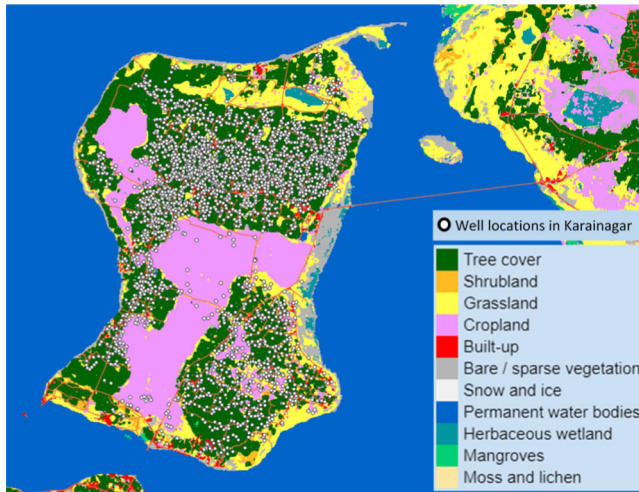 Well locations in Karainagar
Tree cover
Shrubland
Grassland
Cropland
Built-up
Bare / sparse vegetation
Snow and ice
Permanent water bodies
Herbaceous wetland
Mangroves
Moss and lichen